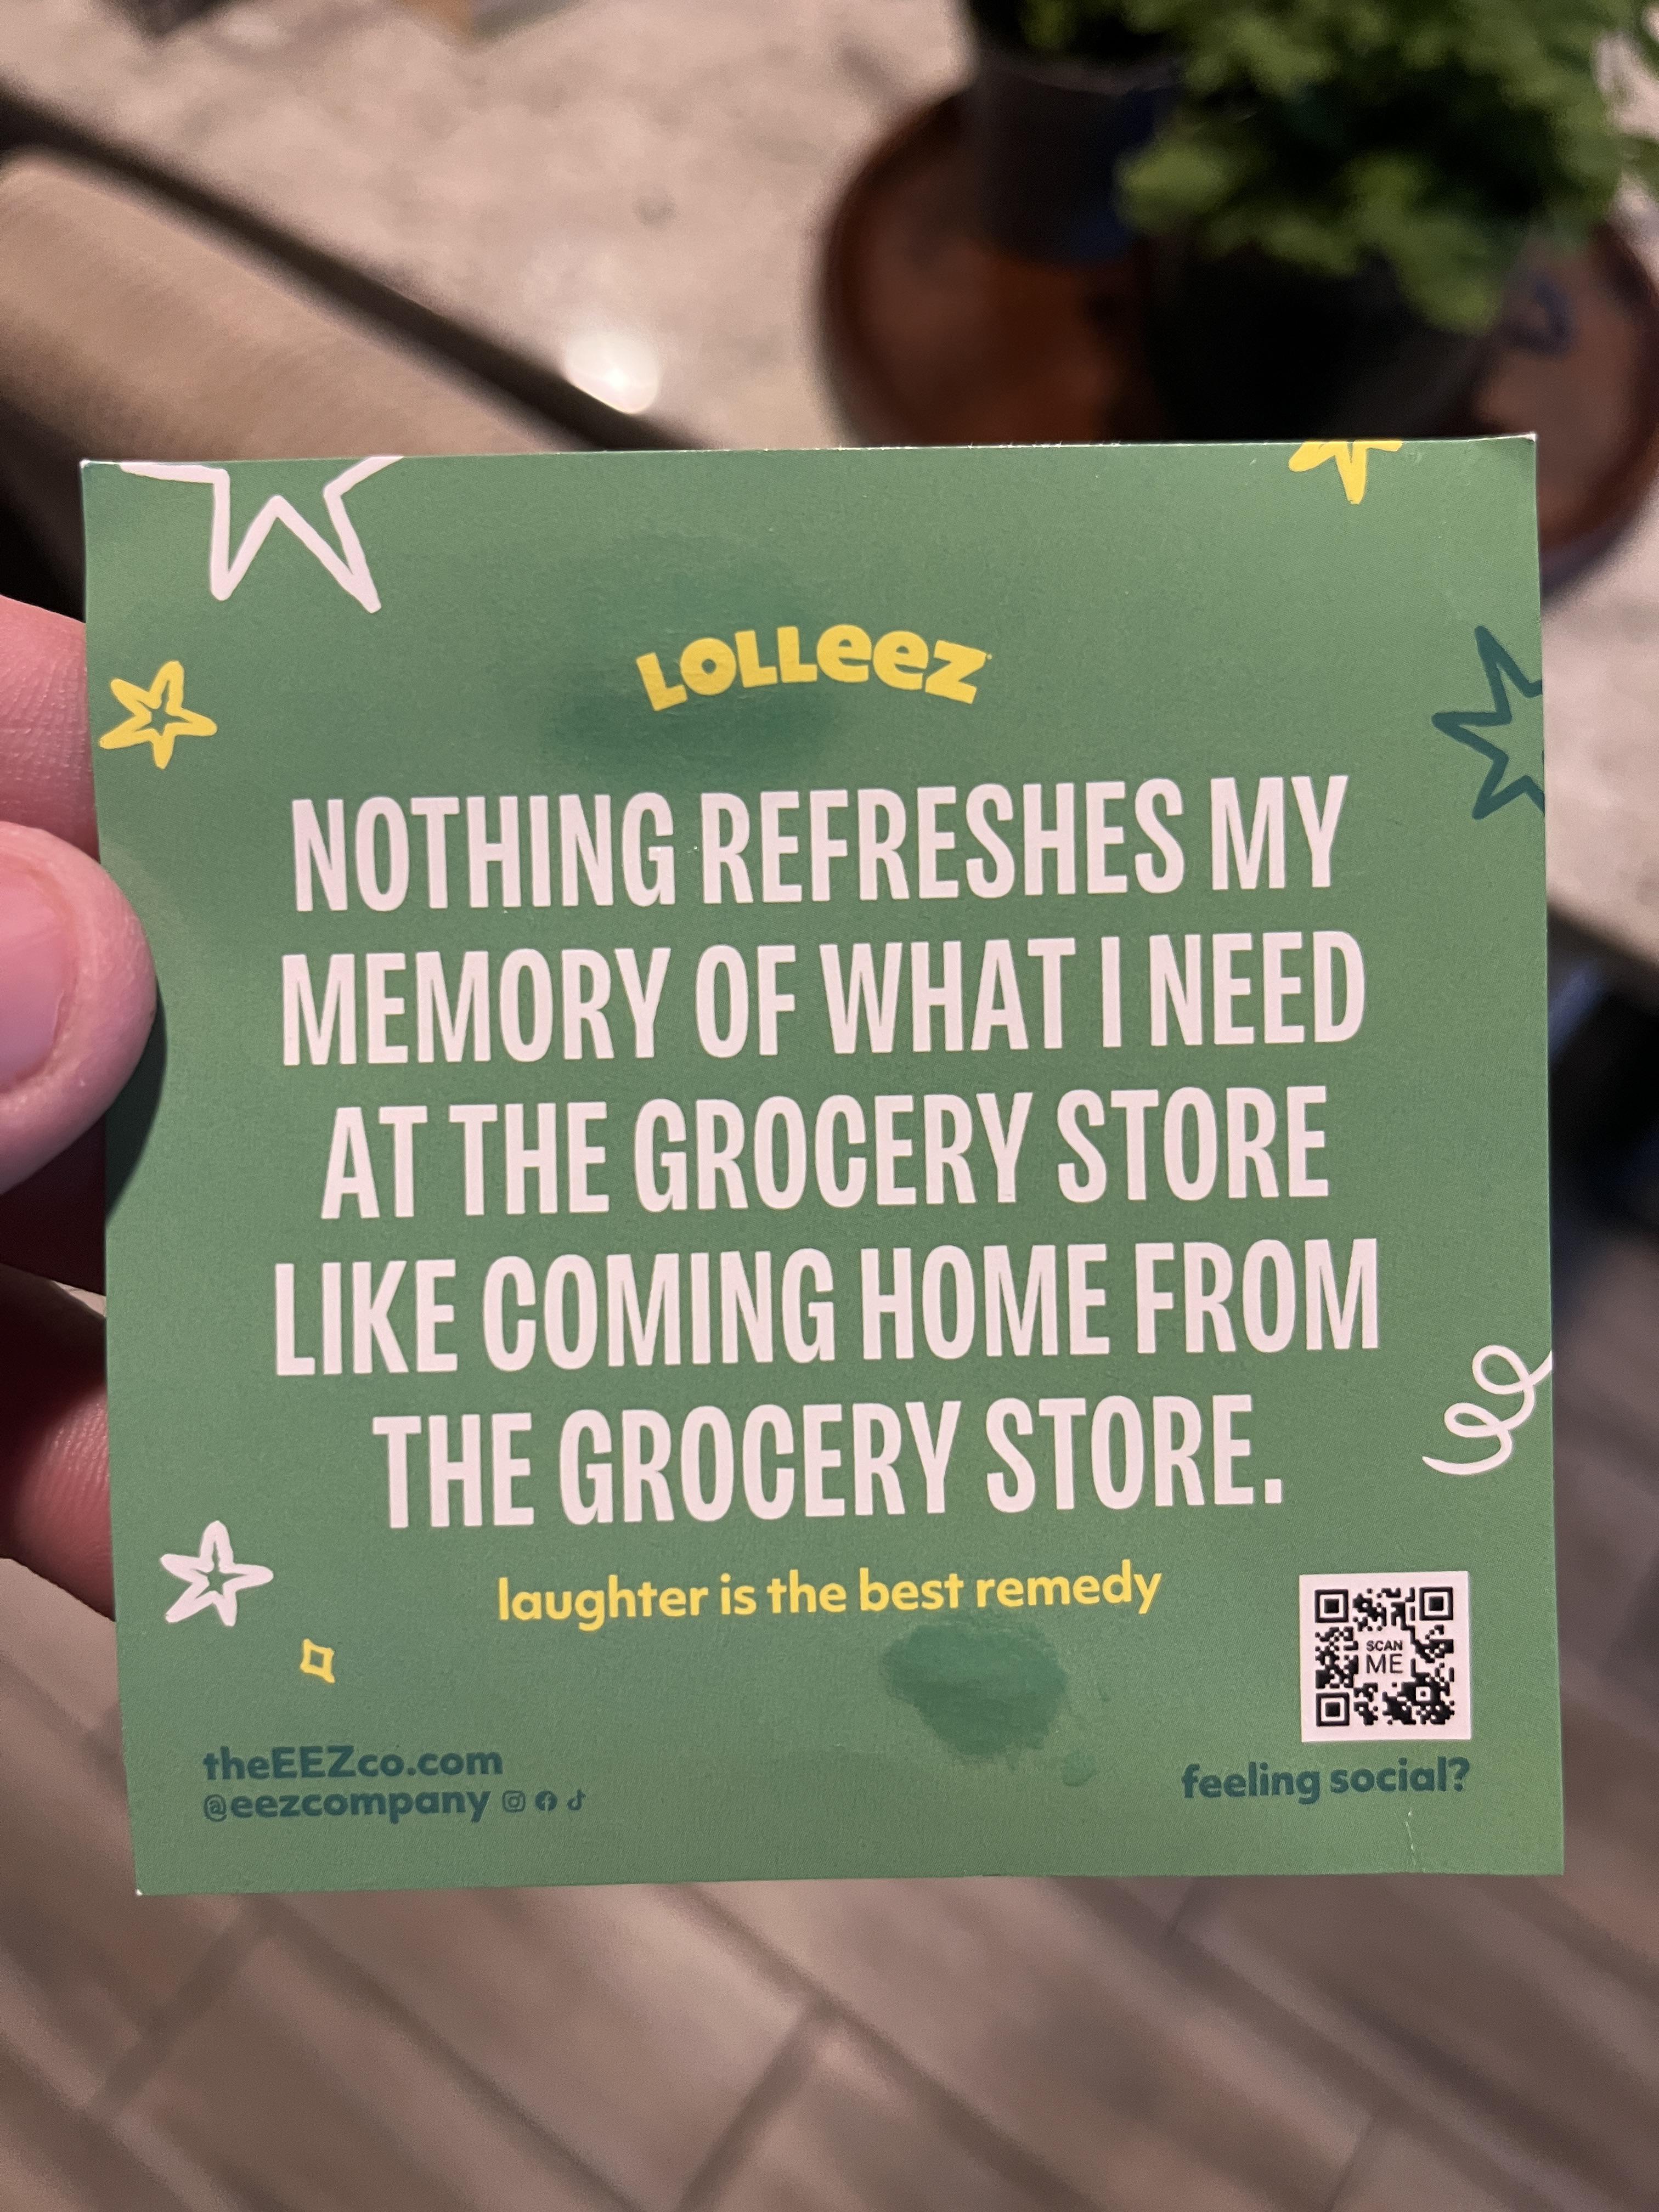 LOLLeeZ
NOTHING REFRESHES MY
MEMORY OF WHAT I NEED
AT THE GROCERY STORE
LIKE COMING HOME FROM
THE GROCERY STORE.
laughter is the best remedy
SCAN
ME
theEEZco.com
@eezcompany
feeling social?